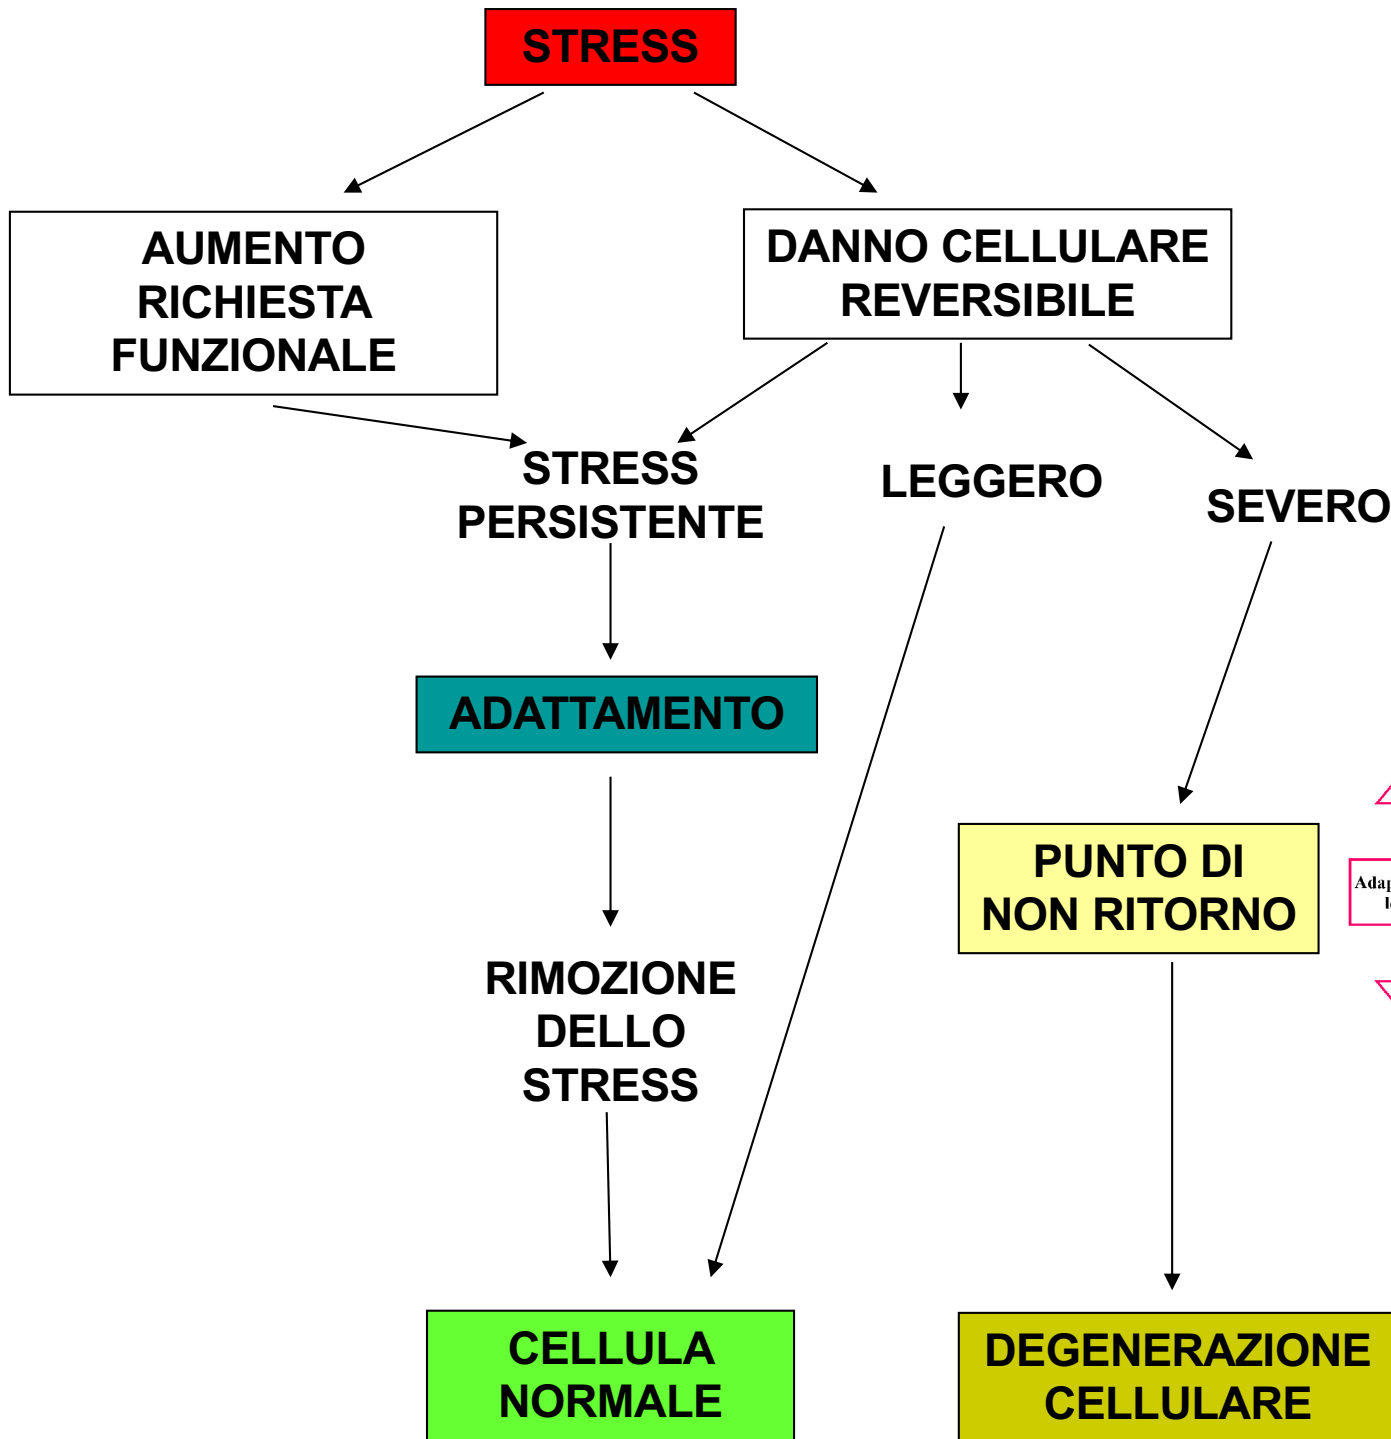 STRESS
AUMENTO
RICHIESTA
FUNZIONALE
DANNO CELLULARE
REVERSIBILE
STRESS
PERSISTENTE
LEGGERO
SEVERO
ADATTAMENTO
PUNTO DI
NON RITORNO
RIMOZIONE
DELLO
STRESS
CELLULA
NORMALE
DEGENERAZIONE
CELLULARE